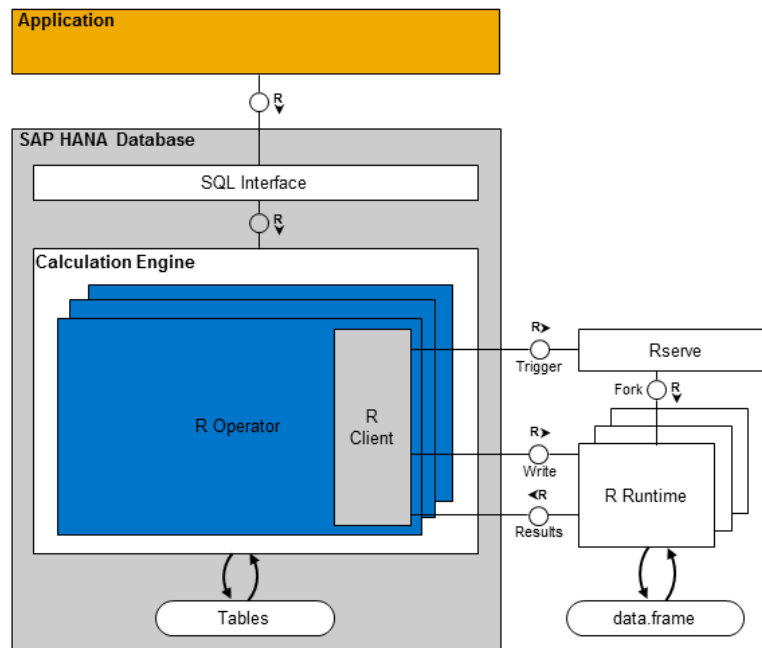 Application
R
SAP HANA Database
SQL Interface
R
Calculation Engine
R Operator
R
Client
R
Trigger
Rserve
Fork
R
R
Write
R Runtime
R
Results
Tables
data.frame